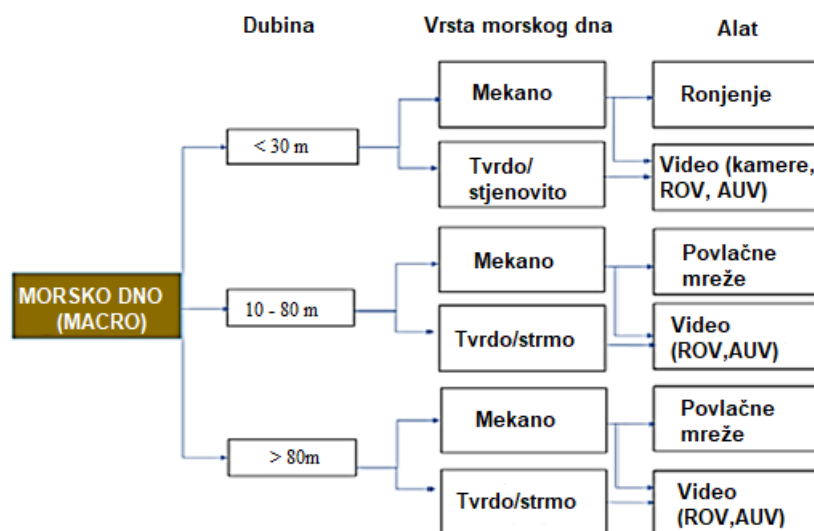 Dubina Vrsta morskog dna Alat
Mekano
Ronjenje
< 30 m
Tvrdo/
stjenovito
Video (kamere,
ROV, AUV)
MORSKO DNO
(MACRO)
Mekano
Povlačne
mreže
10 - 80 m
Tvrdo/strmo
Video
(ROV,AUV)
Mekano
Povlačne
mreže
> 80m
Tvrdo/strmo
Video
(ROV,AUV)